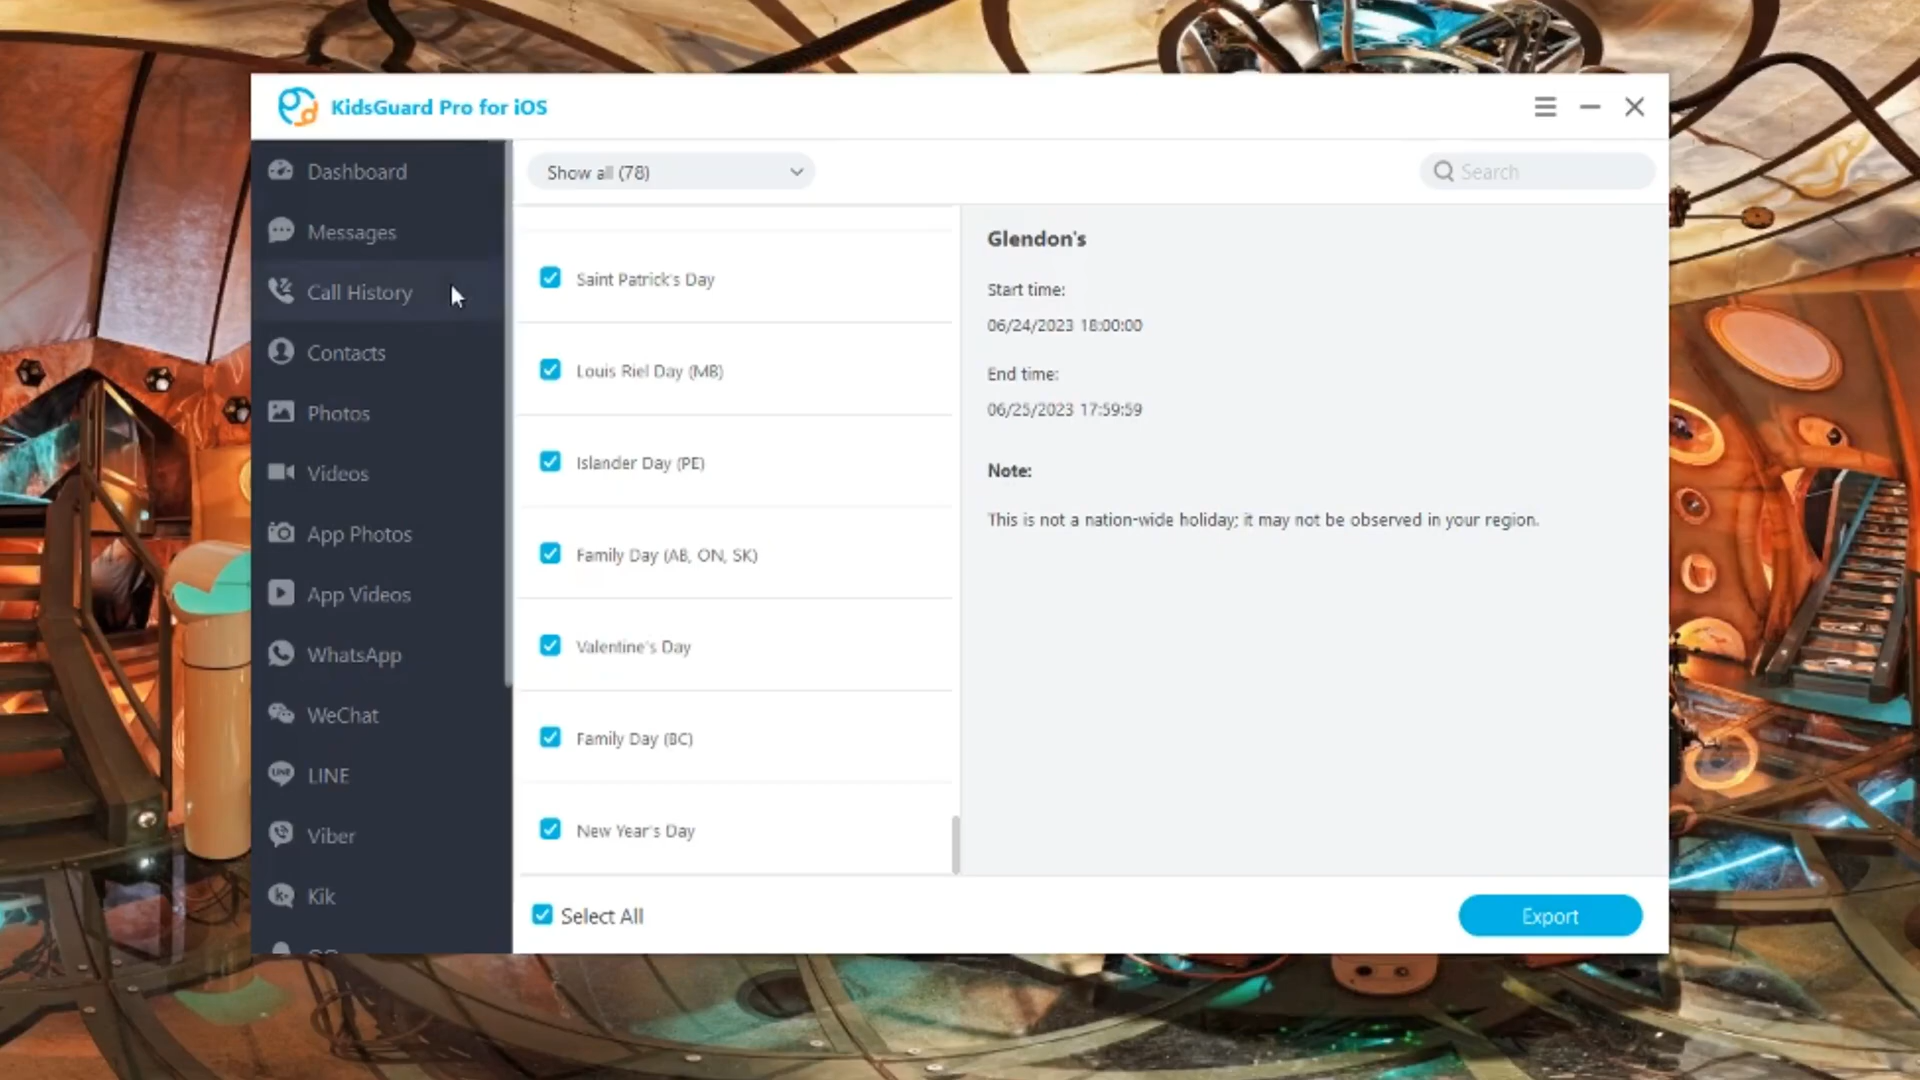 KidsGuard Pro for iOS
Dashboard
Messages
Call History
Contacts
Photos
Videos
App Photos
App Videos
WhatsApp
WeChat
LINE
Viber
Kik
Show all (78)
Search
Saint Patrick's Day
Louis Riel Day (MB)
Islander Day (PE)
Family Day (AB, ON, SK)
Valentine's Day
Family Day (BC)
New Year's Day
Select All
Glendon's
Start time:
06/24/2023 18:00:00
End time:
06/25/2023 17:59:59
Note:
This is not a nation-wide holiday; it may not be observed in your region.
Export